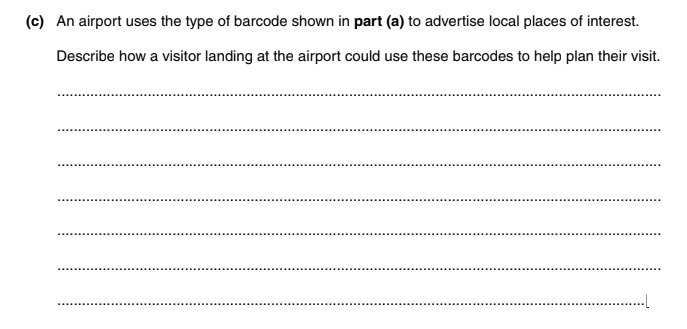 (c) An airport uses the type of barcode shown in part (a) to advertise local places of interest.
Describe how a visitor landing at the airport could use these barcodes to help plan their visit.